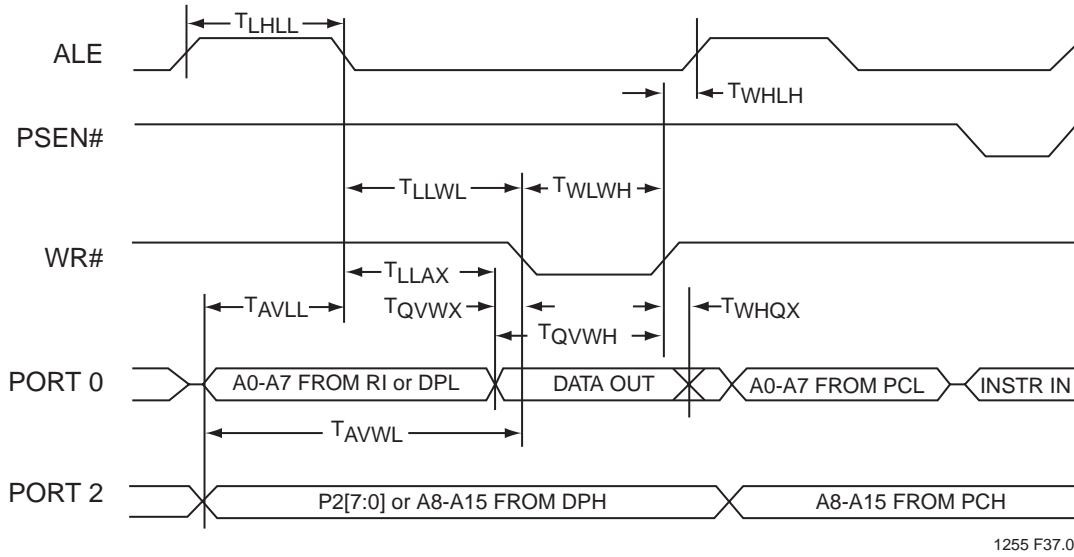 TLHLL
ALE
TWHLH
PSEN#
TLLWL
TWLWH
WR#
TLLAX
TAVLL
TQVWX
TWHQX
TQVWH
PORT 0
A0-A7 FROM RI or DPL
DATA OUT
A0-A7 FROM PCL
INSTR IN
TAVWL
PORT 2
P2[7:0] or A8-A15 FROM DPH
A8-A15 FROM PCH
1255 F37.0